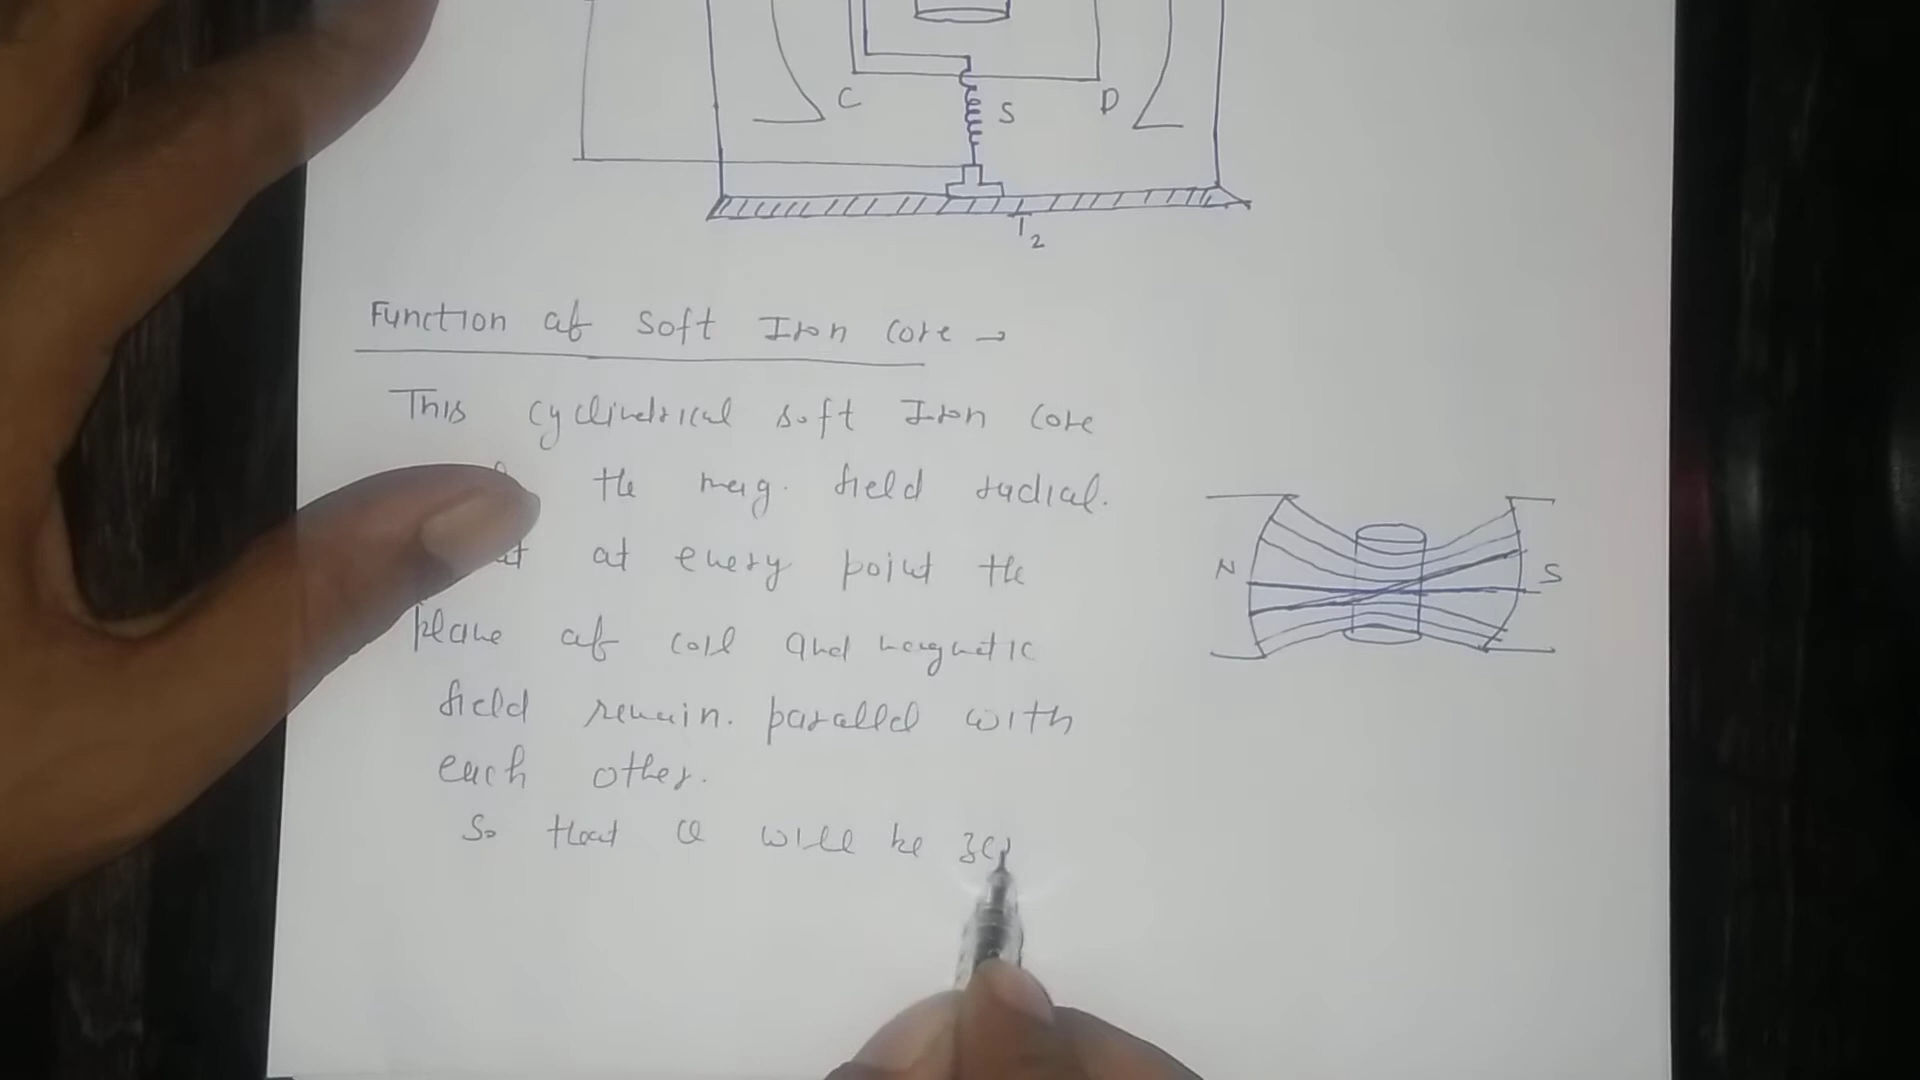 C S D
T2
Function of Soft Iron Core →
This cylindrical soft Iron core
the mag. field radial.
at every point the
plane of coil and magnetic
N S
field remain. parallel with
each other.
So that will be